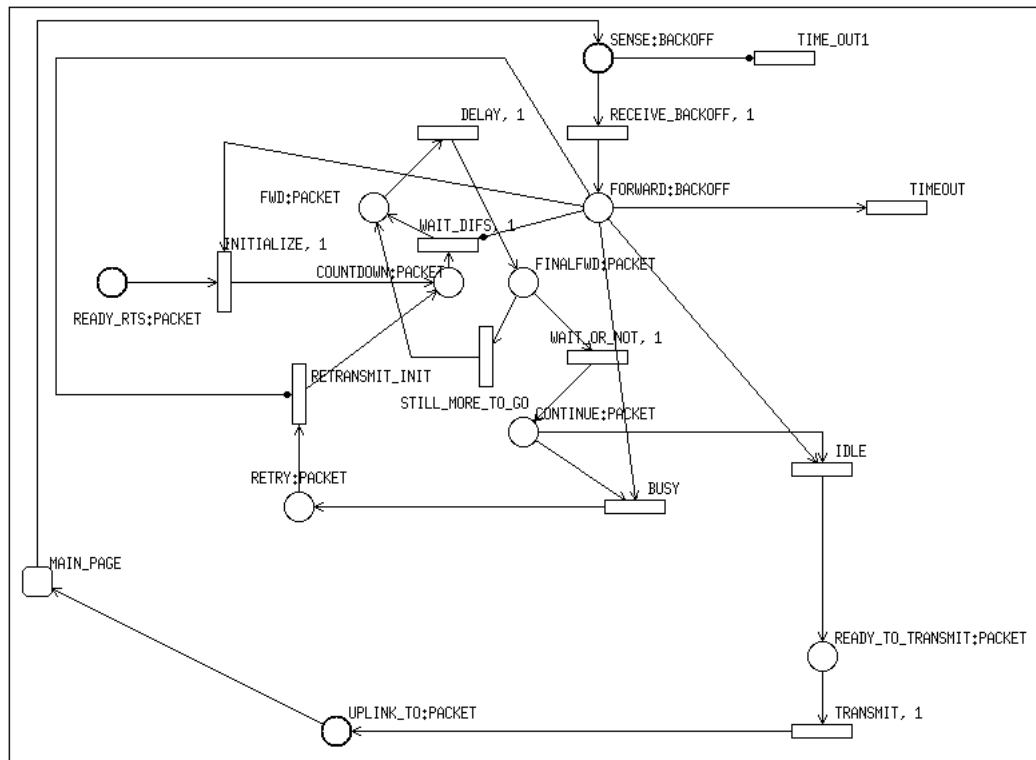 SENSE:BACKOFF
TIME_OUT1
DELAY, 1
RECEIVE_BACKOFF, 1
FWD:PACKET
FORWARD:BACKOFF
TIMEOUT
WAIT_DIFS, 1
INITIALIZE, 1
COUNTDOWN:PACKET
FINALFWD:PACKET
READY_RTS:PACKET
WAIT_OR_NOT, 1
RETRANSMIT_INIT
STILL_MORE_TO_GO
CONTINUE:PACKET
IDLE
RETRY:PACKET
BUSY
MAIN_PAGE
READY_TO_TRANSMIT:PACKET
UPLINK_TO:PACKET
TRANSMIT, 1